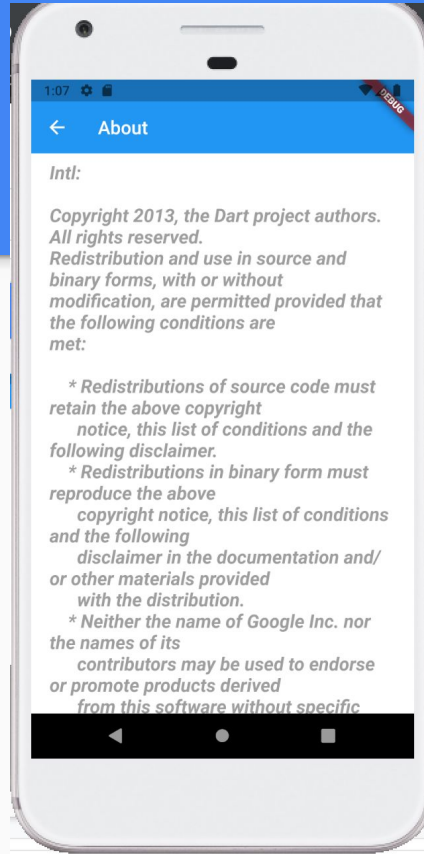 1:07
DEBUG
About
Intl:
Copyright 2013, the Dart project authors.
All rights reserved.
Redistribution and use in source and
binary forms, with or without
modification, are permitted provided that
the following conditions are
met:
* Redistributions of source code must
retain the above copyright
notice, this list of conditions and the
following disclaimer.
* Redistributions in binary form must
reproduce the above
copyright notice, this list of conditions
and the following
disclaimer in the documentation and/
or other materials provided
with the distribution.
* Neither the name of Google Inc. nor
the names of its
contributors may be used to endorse
or promote products derived
from this software without specific